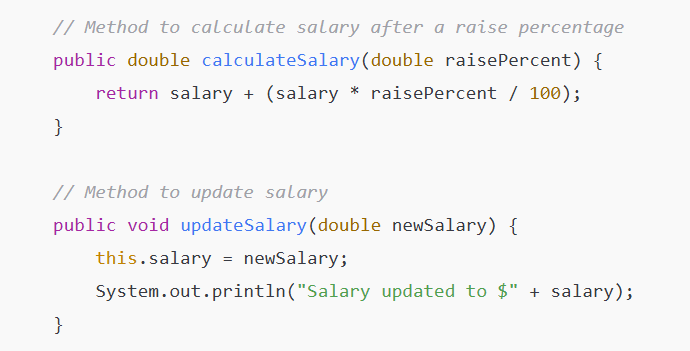 // Method to calculate salary after a raise percentage
public double calculateSalary(double raisePercent) {
    return salary + (salary * raisePercent / 100);
}

// Method to update salary
public void updateSalary(double newSalary) {
    this.salary = newSalary;
    System.out.println("Salary updated to $" + salary);
}